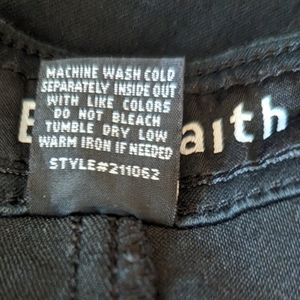 MACHINE WASH COLD
SEPARATELY INSIDE OUT
WITH LIKE COLORS
DO NOT BLEACH
TUMBLE DRY LOW
WARM IRON IF NEEDED
STYLE#211062